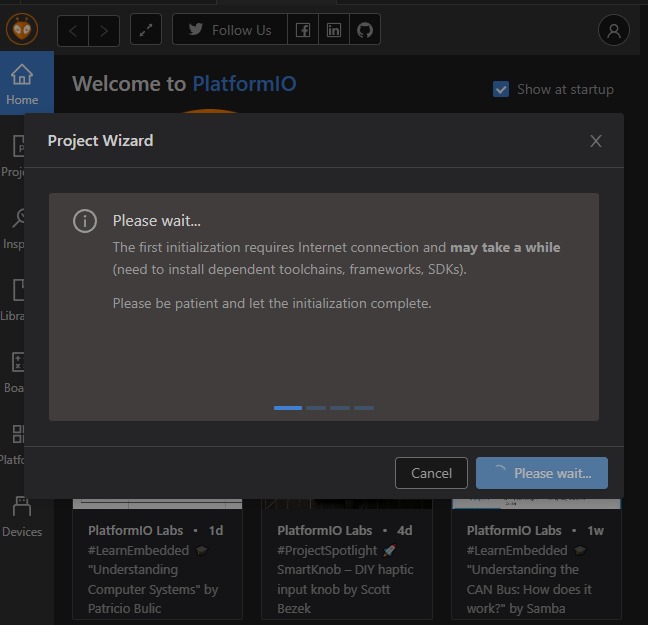 Follow Us
Home
Welcome to PlatformIO
Show at startup
Project Wizard
Proj
Insp
Libra
Boa
Platfo
Devices
Please wait...
The first initialization requires Internet connection and may take a while
(need to install dependent toolchains, frameworks, SDKs).
Please be patient and let the initialization complete.
Cancel
Please wait...
PlatformIO Labs • 1d
#LearnEmbedded 🎓
"Understanding
Computer Systems" by
Patricio Bulic
PlatformIO Labs • 4d
#ProjectSpotlight 🚀
SmartKnob – DIY haptic
input knob by Scott
Bezek
PlatformIO Labs • 1w
#LearnEmbedded 🎓
"Understanding the
CAN Bus: How does it
work?" by Samba